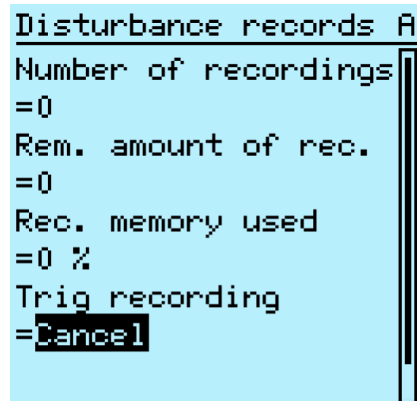 Disturbance records A
Number of recordings
=0
Rem. amount of rec.
=0
Rec. memory used
=0 %
Trig recording
=Cancel